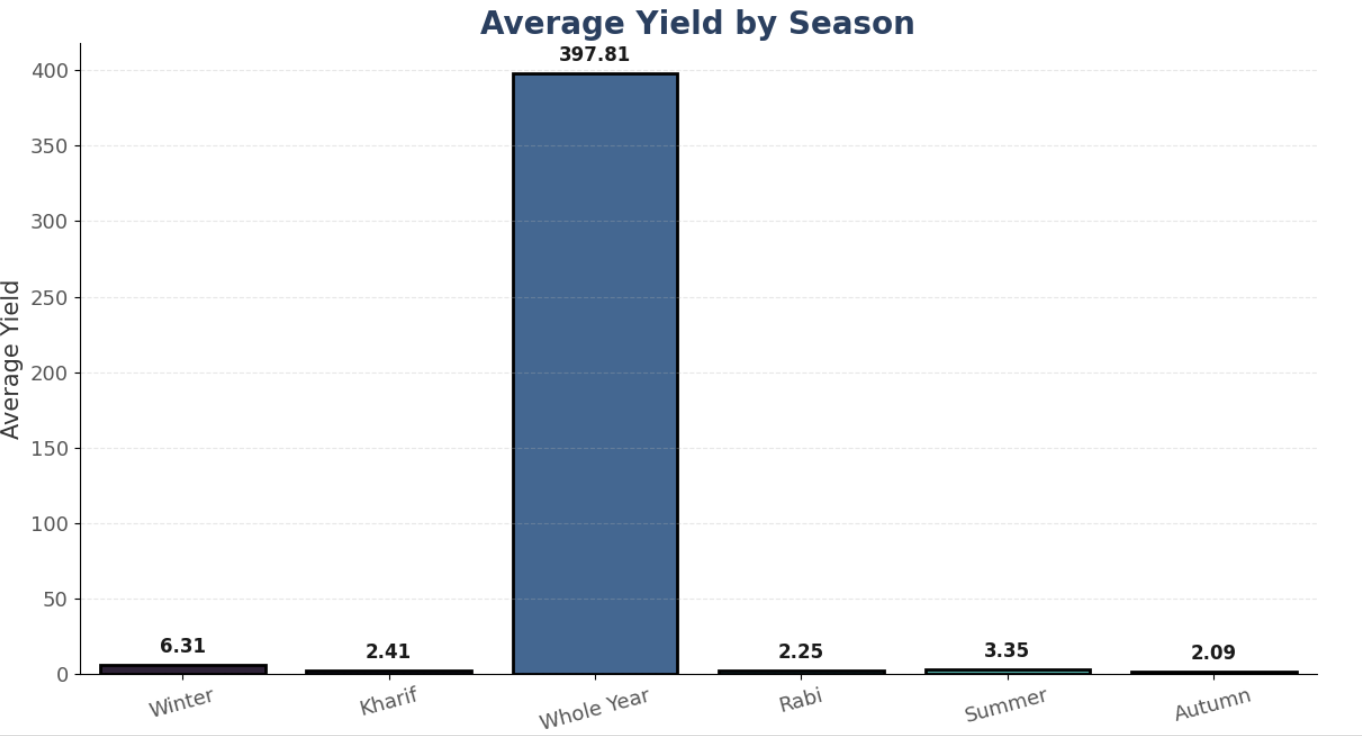 Average Yield by Season
397.81
400
350
300
250
200
150
100
50
0
Average Yield
6.31
2.41
2.25
3.35
2.09
Winter
Kharif
Whole Year
Rabi
Summer
Autumn